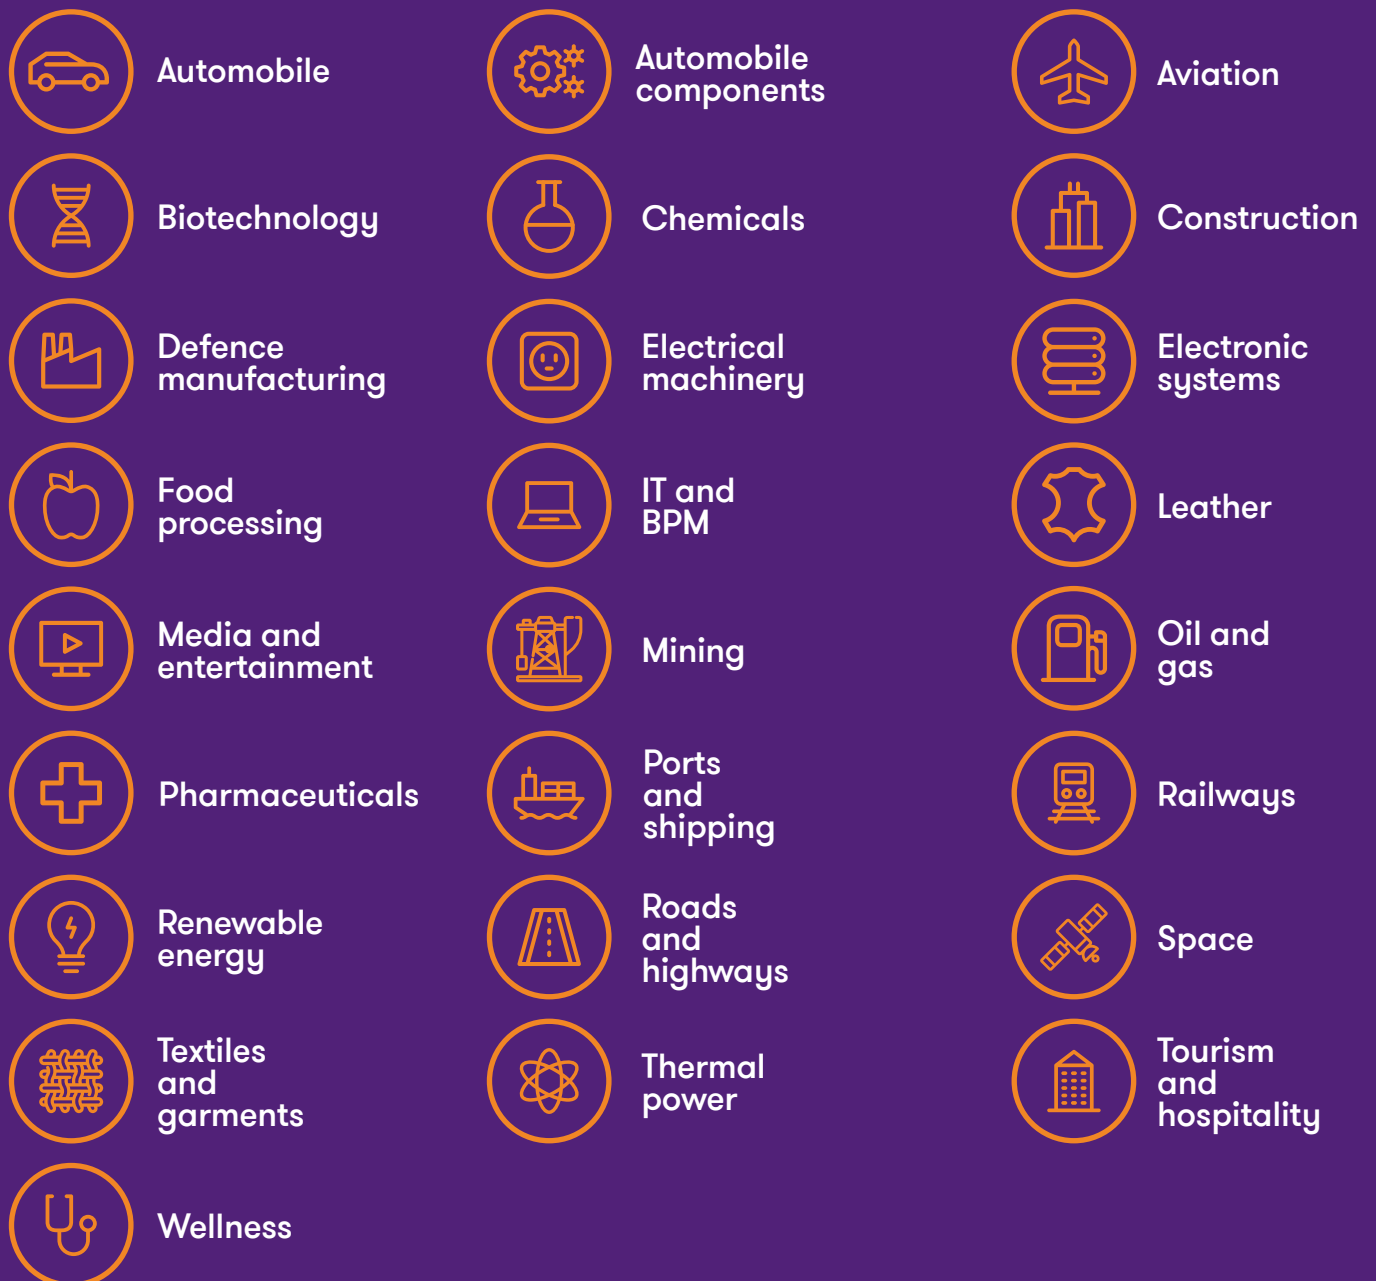 Automobile
Automobile
components
Aviation
Biotechnology
Chemicals
Construction
Defence
manufacturing
Electrical
machinery
Electronic
systems
Food
processing
IT and
BPM
Leather
Media and
entertainment
Mining
Oil and
gas
Pharmaceuticals
Ports
and
shipping
Railways
Renewable
energy
Roads
and
highways
Space
Textiles
and
garments
Thermal
power
Tourism
and
hospitality
Wellness